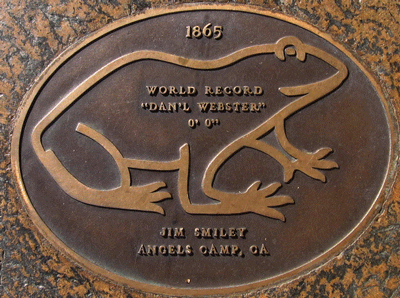 1865
WORLD RECORD
"DAN'L WEBSTER"
0' 0"
JIM SMILEY
ANGELS CAMP, CA